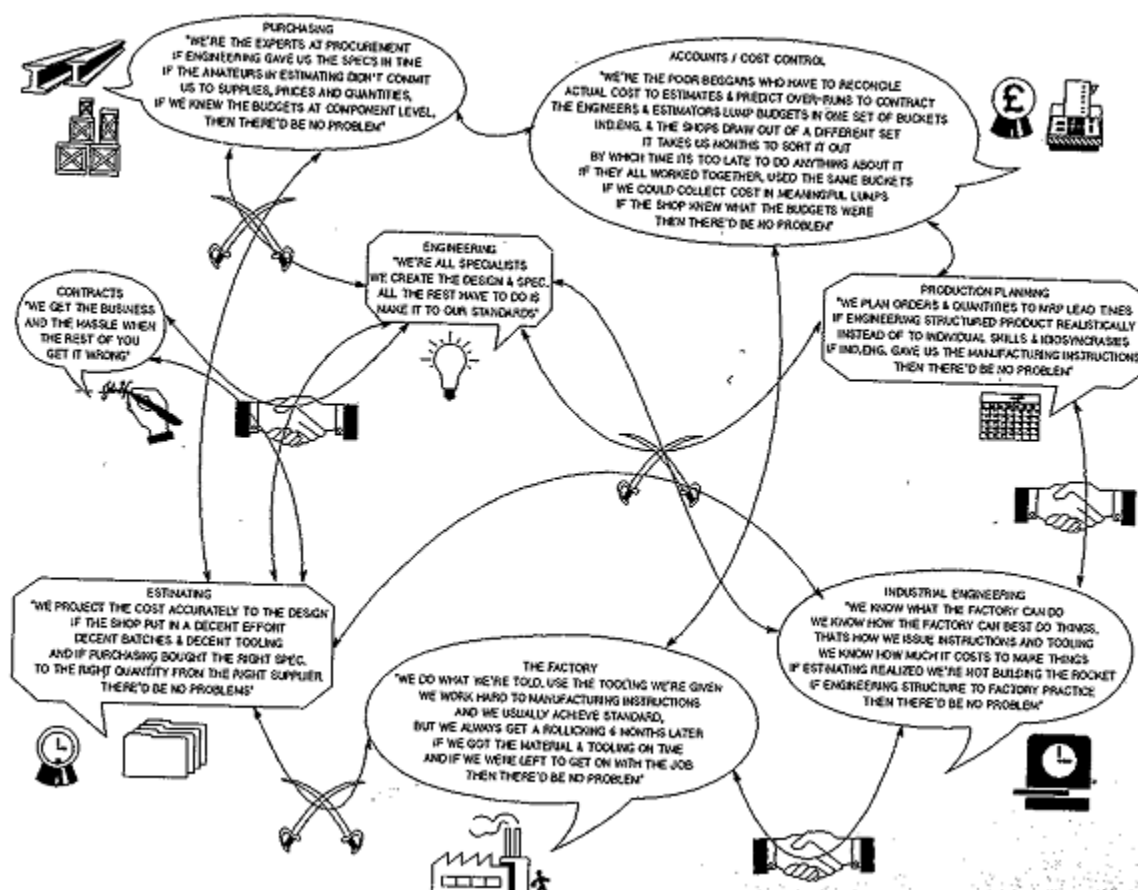 PURCHASING
"WE'RE THE EXPERTS AT PROCUREMENT
IF ENGINEERING GAVE US THE SPECS IN TIME
IF THE AMATEURS IN ESTIMATING DIDN'T COMMIT
US TO SUPPLIES, PRICES AND QUANTITIES,
IF WE KNEW THE BUDGETS AT COMPONENT LEVEL,
THEN THERE'D BE NO PROBLEM"
ACCOUNTS / COST CONTROL
"WE'RE THE POOR BEGGARS WHO HAVE TO RECONCILE
ACTUAL COST TO ESTIMATES & PREDICT OVER-RUNS TO CONTRACT
THE ENGINEERS & ESTIMATORS LUMP BUDGETS IN ONE SET OF BUCKETS
IND.ENG. & THE SHOPS DRAW OUT OF A DIFFERENT SET
IT TAKES US MONTHS TO SORT IT OUT
BY WHICH TIME ITS TOO LATE TO DO ANYTHING ABOUT IT
IF THEY ALL WORKED TOGETHER, USED THE SAME BUCKETS
IF WE COULD COLLECT COST IN MEANINGFUL LUMPS
IF THE SHOP KNEW WHAT THE BUDGETS WERE
THEN THERE'D BE NO PROBLEM"
£
ENGINEERING
"WE'RE ALL SPECIALISTS
WE CREATE THE DESIGN & SPEC.
ALL THE REST HAVE TO DO IS
MAKE IT TO OUR STANDARDS"
CONTRACTS
"WE GET THE BUSINESS
AND THE HASSLE WHEN
THE REST OF YOU
GET IT WRONG"
PRODUCTION PLANNING
"WE PLAN ORDERS & QUANTITIES TO MRP LEAD TIMES
IF ENGINEERING STRUCTURED PRODUCT REALISTICALLY
INSTEAD OF TO INDIVIDUAL SKILLS & IDIOSYNCRASIES
IF IND.ENG. GAVE US THE MANUFACTURING INSTRUCTIONS
THEN THERE'D BE NO PROBLEM"
ESTIMATING
"WE PROJECT THE COST ACCURATELY TO THE DESIGN
IF THE SHOP PUT IN A DECENT EFFORT
DECENT BATCHES & DECENT TOOLING
AND IF PURCHASING BOUGHT THE RIGHT SPEC.
TO THE RIGHT QUANTITY FROM THE RIGHT SUPPLIER
THERE'D BE NO PROBLEMS"
INDUSTRIAL ENGINEERING
"WE KNOW WHAT THE FACTORY CAN DO
WE KNOW HOW THE FACTORY CAN BEST DO THINGS,
THATS HOW WE ISSUE INSTRUCTIONS AND TOOLING
WE KNOW HOW MUCH IT COSTS TO MAKE THINGS
IF ESTIMATING REALIZED WE'RE NOT BUILDING THE ROCKET
IF ENGINEERING STRUCTURE TO FACTORY PRACTICE
THEN THERE'D BE NO PROBLEM"
THE FACTORY
"WE DO WHAT WE'RE TOLD, USE THE TOOLING WE'RE GIVEN
WE WORK HARD TO MANUFACTURING INSTRUCTIONS
AND WE USUALLY ACHIEVE STANDARD,
BUT WE ALWAYS GET A ROLLICKING 6 MONTHS LATER
IF WE GOT THE MATERIAL & TOOLING ON TIME
AND IF WE WERE LEFT TO GET ON WITH THE JOB
THEN THERE'D BE NO PROBLEM"